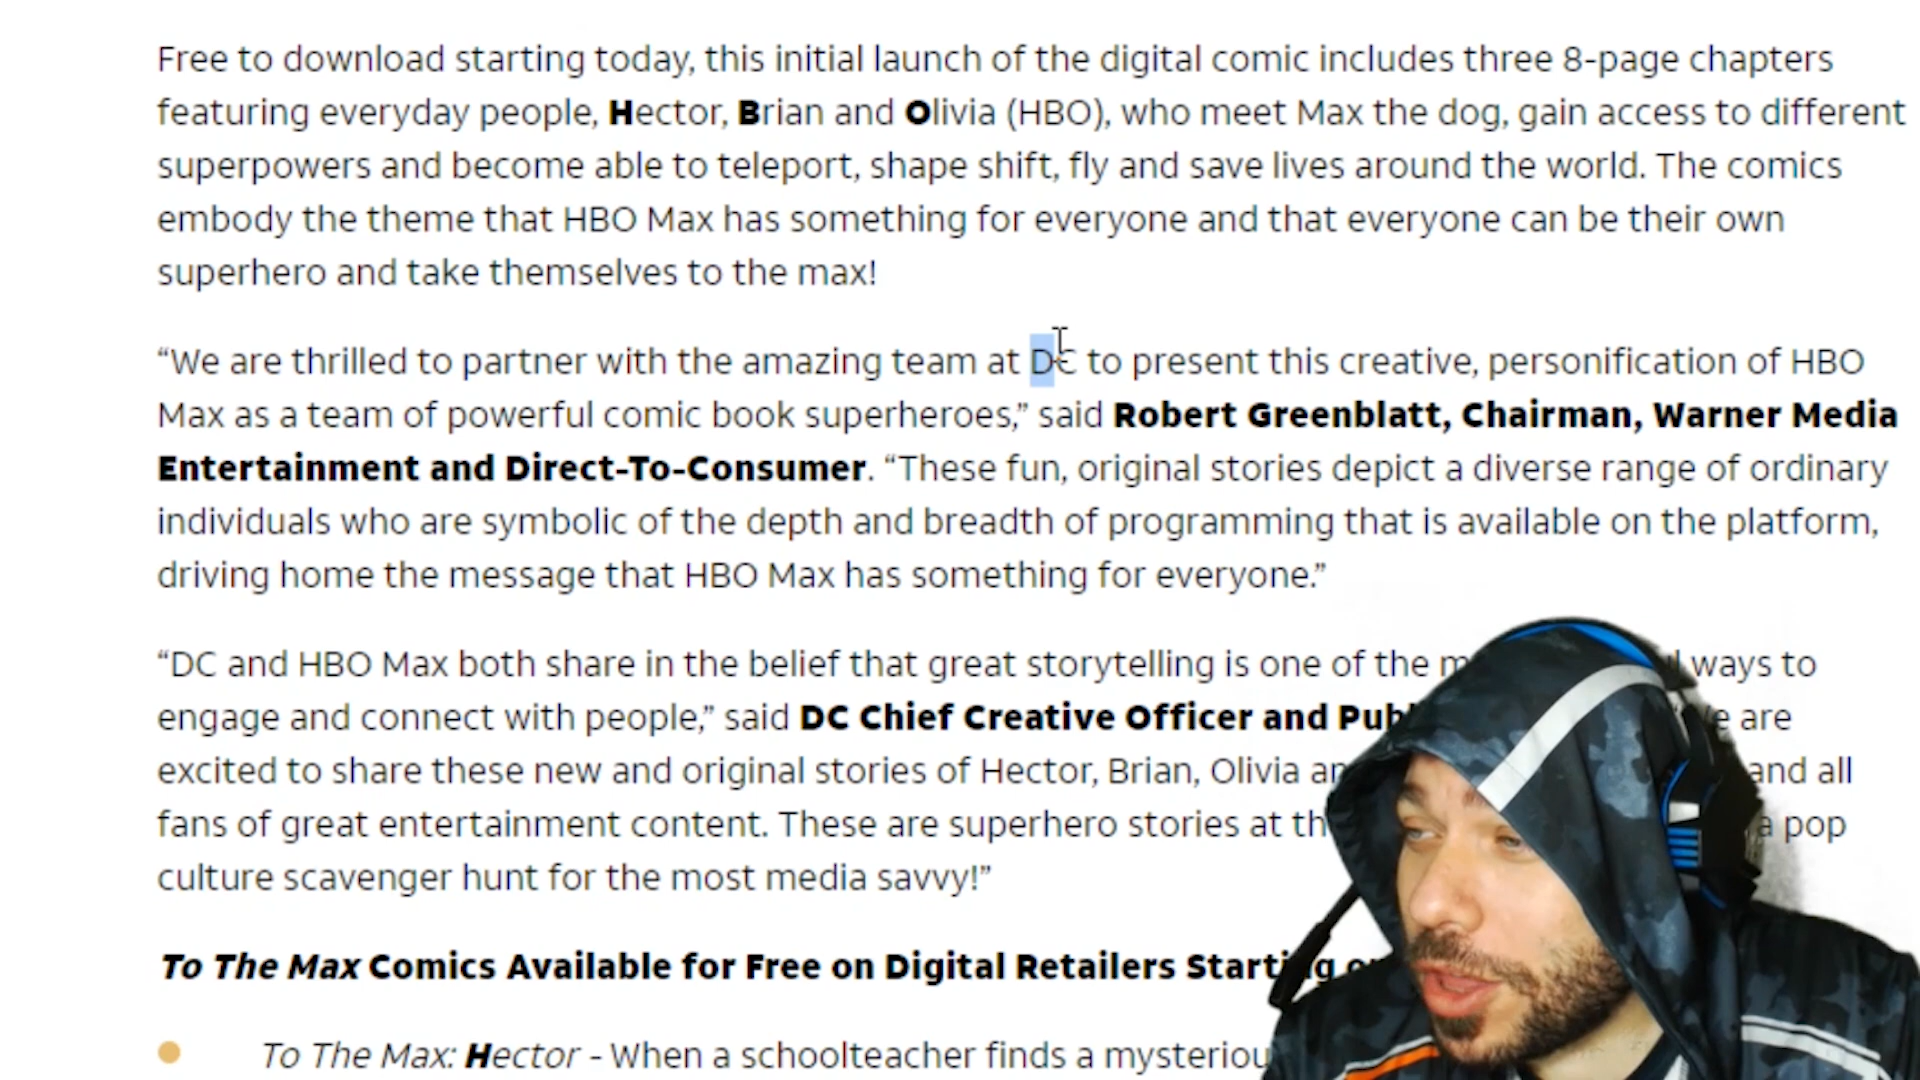 Free to download starting today, this initial launch of the digital comic includes three 8-page chapters
featuring everyday people, Hector, Brian and Olivia (HBO), who meet Max the dog, gain access to different
superpowers and become able to teleport, shape shift, fly and save lives around the world. The comics
embody the theme that HBO Max has something for everyone and that everyone can be their own
superhero and take themselves to the max!
“We are thrilled to partner with the amazing team at DC to present this creative, personification of HBO
Max as a team of powerful comic book superheroes,” said Robert Greenblatt, Chairman, Warner Media
Entertainment and Direct-To-Consumer. “These fun, original stories depict a diverse range of ordinary
individuals who are symbolic of the depth and breadth of programming that is available on the platform,
driving home the message that HBO Max has something for everyone.”
“DC and HBO Max both share in the belief that great storytelling is one of the ways to
engage and connect with people,” said DC Chief Creative Officer and are
excited to share these new and original stories of Hector, Brian, Olivia and all
fans of great entertainment content. These are superhero stories at a pop
culture scavenger hunt for the most media savvy!”
To The Max Comics Available for Free on Digital Retailers Starting
To The Max: Hector - When a schoolteacher finds a